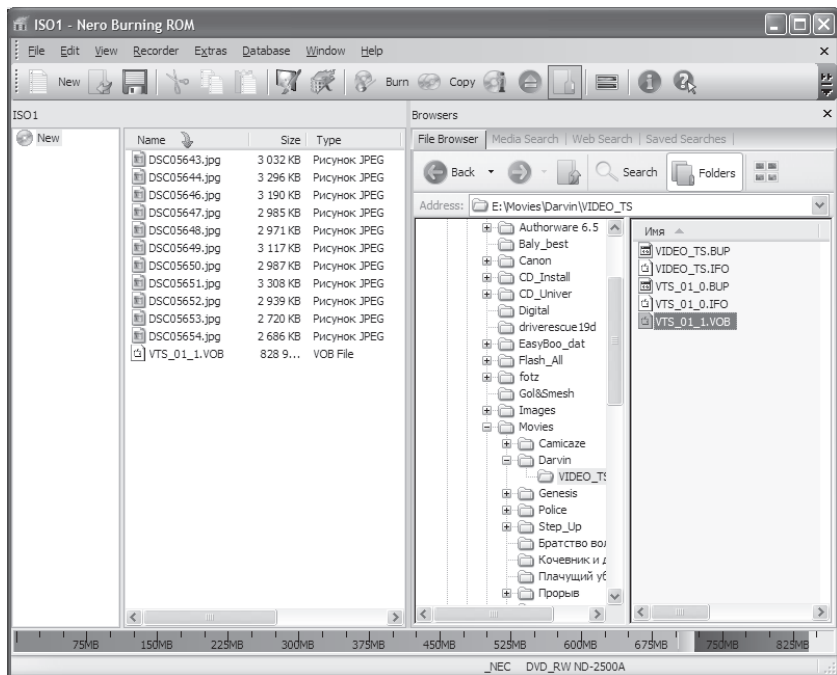 ISO1 - Nero Burning ROM
File Edit View Recorder Extras Database Window Help
New Burn Copy
ISO1
New
Name Size Type
DSC05643.jpg 3 032 KB Рисунок JPEG
DSC05644.jpg 3 296 KB Рисунок JPEG
DSC05646.jpg 3 190 KB Рисунок JPEG
DSC05647.jpg 2 985 KB Рисунок JPEG
DSC05648.jpg 2 971 KB Рисунок JPEG
DSC05649.jpg 3 117 KB Рисунок JPEG
DSC05650.jpg 2 987 KB Рисунок JPEG
DSC05651.jpg 3 308 KB Рисунок JPEG
DSC05652.jpg 2 939 KB Рисунок JPEG
DSC05653.jpg 2 720 KB Рисунок JPEG
DSC05654.jpg 2 686 KB Рисунок JPEG
VTS_01_1.VOB 828 9... VOB File
Browsers
File Browser Media Search Web Search Saved Searches
Back Search Folders
Address: E:\Movies\Darvin\VIDEO_TS
Authorware 6.5
Baly_best
Canon
CD_Install
CD_Univer
Digital
driverescue19d
EasyBoo_dat
Flash_All
fotz
Gol&Smesh
Images
Movies
Camicaze
Darvin
VIDEO_TS
Genesis
Police
Step_Up
Братство вол
Кочевник и д
Плачущий уб
Прорыв
Имя
VIDEO_TS.BUP
VIDEO_TS.IFO
VTS_01_0.BUP
VTS_01_0.IFO
VTS_01_1.VOB
75MB 150MB 225MB 300MB 375MB 450MB 525MB 600MB 675MB 750MB 825MB
_NEC DVD_RW ND-2500A